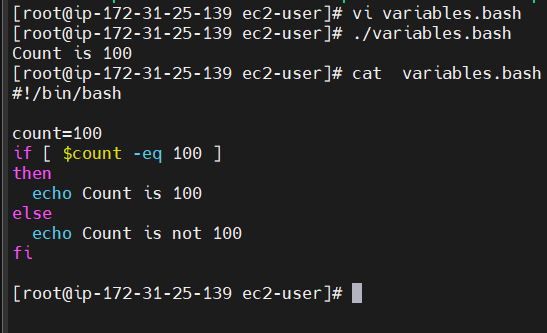 [root@ip-172-31-25-139 ec2-user]# vi variables.bash
[root@ip-172-31-25-139 ec2-user]# ./variables.bash
Count is 100
[root@ip-172-31-25-139 ec2-user]# cat  variables.bash
#!/bin/bash

count=100
if [ $count -eq 100 ]
then
  echo Count is 100
else
  echo Count is not 100
fi

[root@ip-172-31-25-139 ec2-user]#